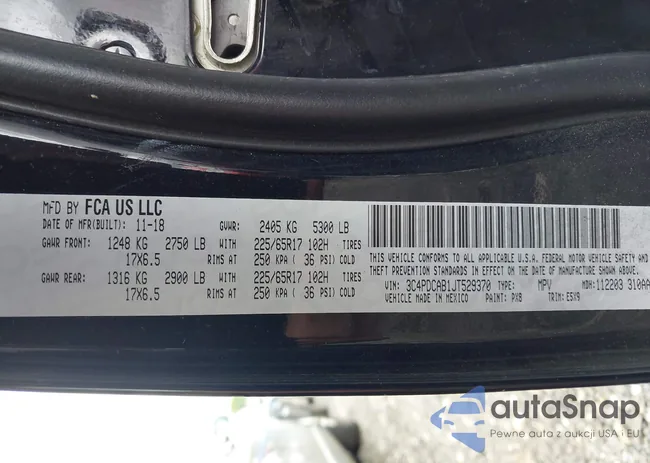 MFD BY FCA US LLC
DATE OF MFR(BUILT): 11-18 GVWR: 2405 KG 5300 LB
GAWR FRONT: 1248 KG 2750 LB WITH 225/65R17 102H TIRES
17X6.5 RIMS AT 250 KPA ( 36 PSI) COLD
GAWR REAR: 1316 KG 2900 LB WITH 225/65R17 102H TIRES
17X6.5 RIMS AT 250 KPA ( 36 PSI) COLD
THIS VEHICLE CONFORMS TO ALL APPLICABLE U.S.A. FEDERAL MOTOR VEHICLE SAFETY
THEFT PREVENTION STANDARDS IN EFFECT ON THE DATE OF MANUFACTURE
VIN: 3C4PDCAB1JT529370 TYPE: MPV MDH: 112203 310AA
VEHICLE MADE IN MEXICO PAINT: PX8 TRIM: E5X9
autaSnap
Pewne auta z aukcji USA i EU